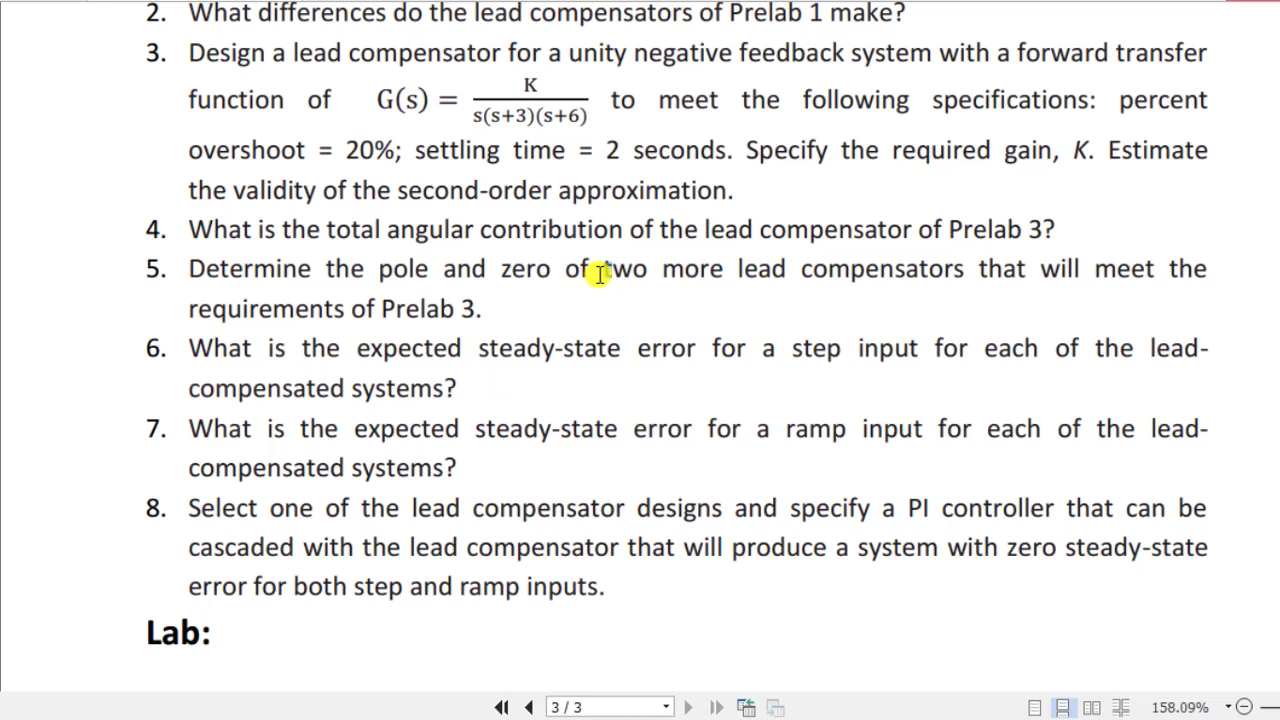 2. What differences do the lead compensators of Prelab 1 make?
3. Design a lead compensator for a unity negative feedback system with a forward transfer
function of G(s) = K / s(s+3)(s+6) to meet the following specifications: percent
overshoot = 20%; settling time = 2 seconds. Specify the required gain, K. Estimate
the validity of the second-order approximation.
4. What is the total angular contribution of the lead compensator of Prelab 3?
5. Determine the pole and zero of two more lead compensators that will meet the
requirements of Prelab 3.
6. What is the expected steady-state error for a step input for each of the lead-
compensated systems?
7. What is the expected steady-state error for a ramp input for each of the lead-
compensated systems?
8. Select one of the lead compensator designs and specify a PI controller that can be
cascaded with the lead compensator that will produce a system with zero steady-state
error for both step and ramp inputs.
Lab:
3 / 3 158.09%